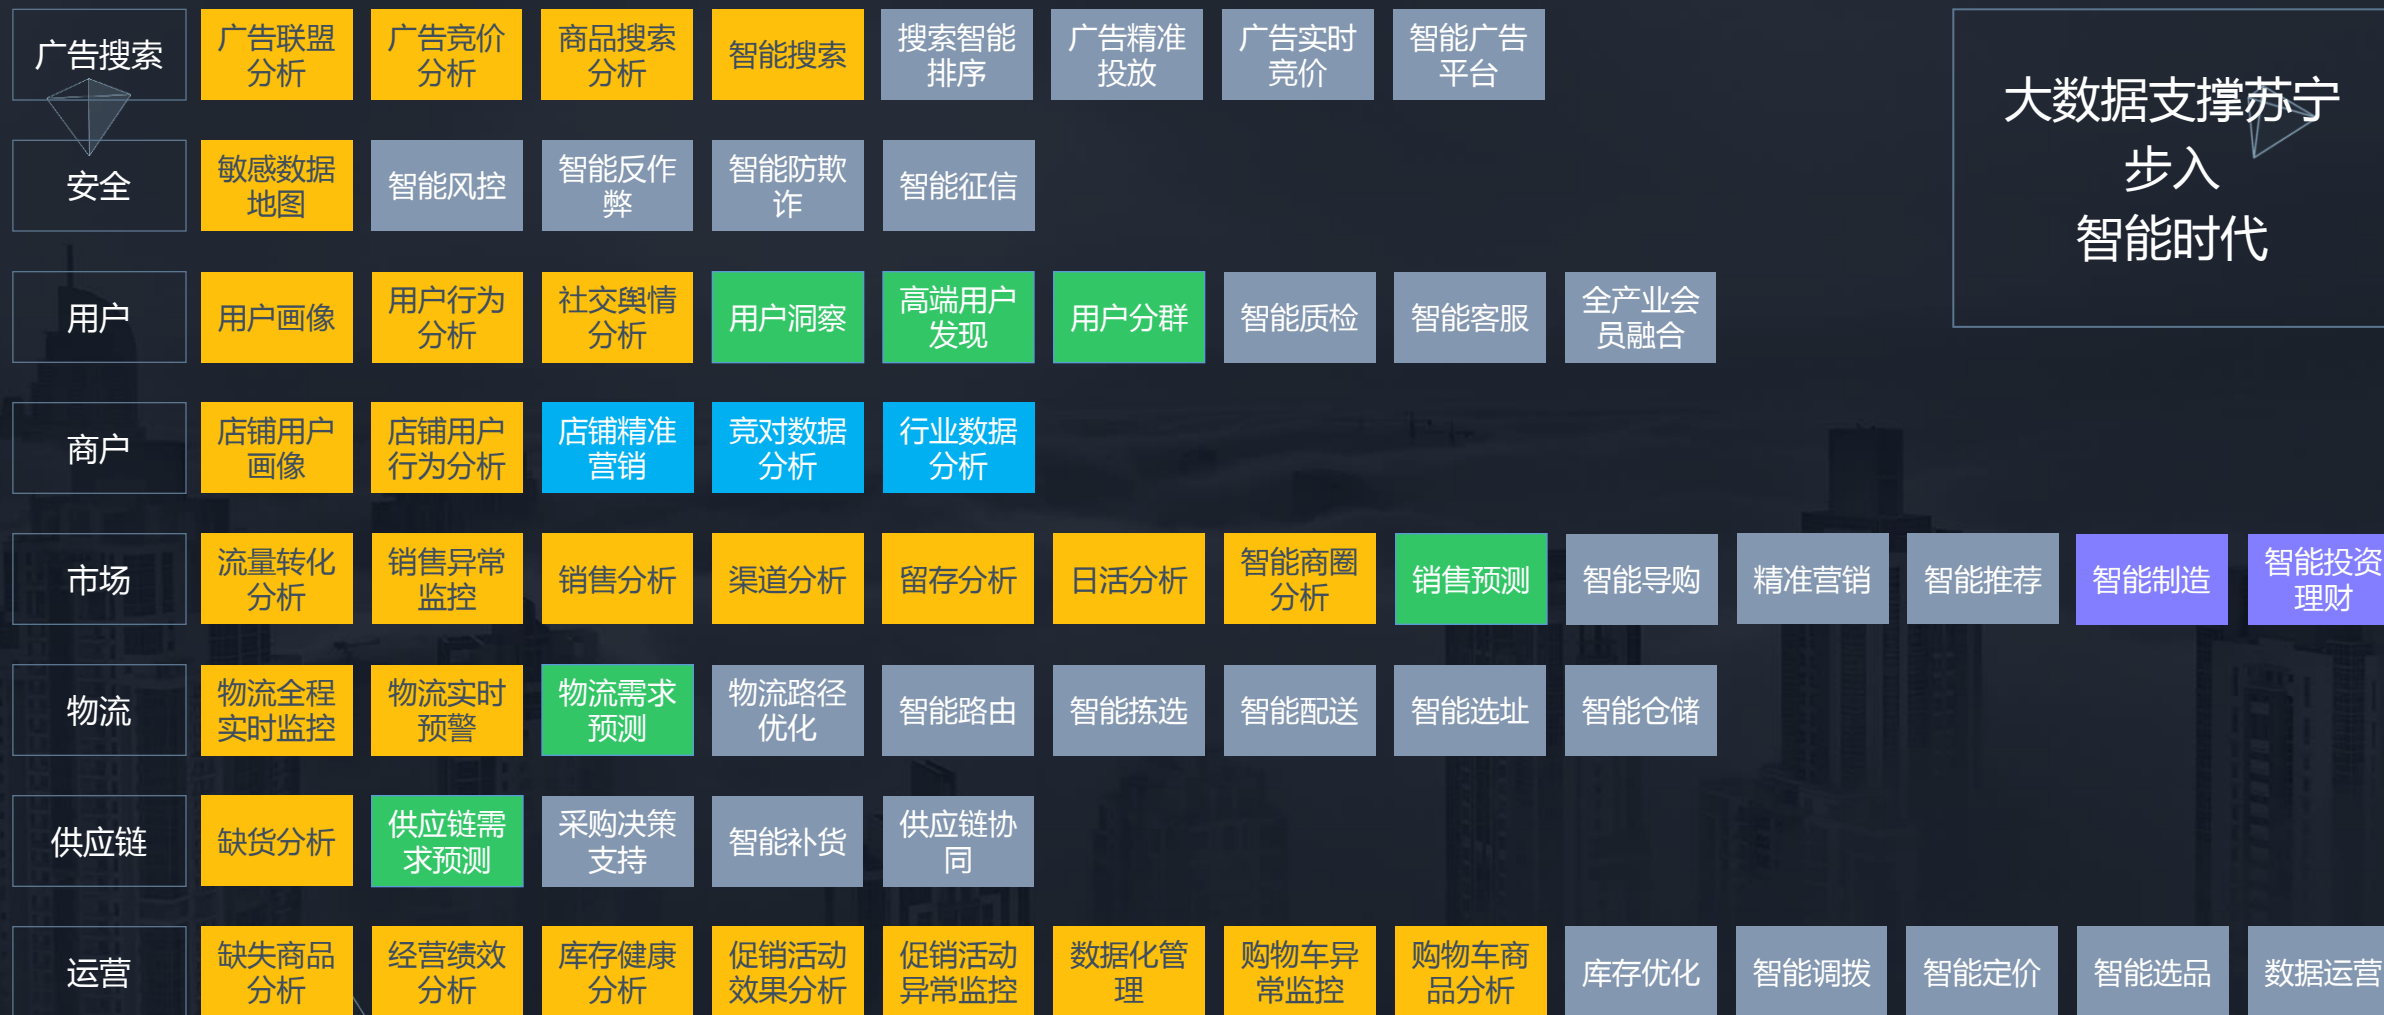 广告搜索
广告联盟
分析
广告竞价
分析
商品搜索
分析
智能搜索
搜索智能
排序
广告精准
投放
广告实时
竞价
智能广告
平台
大数据支撑苏宁
步入
智能时代
安全
敏感数据
地图
智能风控
智能反作
弊
智能防欺
诈
智能征信
用户
用户画像
用户行为
分析
社交舆情
分析
用户洞察
高端用户
发现
用户分群
智能质检
智能客服
全产业会
员融合
商户
店铺用户
画像
店铺用户
行为分析
店铺精准
营销
竞对数据
分析
行业数据
分析
市场
流量转化
分析
销售异常
监控
销售分析
渠道分析
留存分析
日活分析
智能商圈
分析
销售预测
智能导购
精准营销
智能推荐
智能制造
智能投资
理财
物流
物流全程
实时监控
物流实时
预警
物流需求
预测
物流路径
优化
智能路由
智能拣选
智能配送
智能选址
智能仓储
供应链
缺货分析
供应链需
求预测
采购决策
支持
智能补货
供应链协
同
运营
缺失商品
分析
经营绩效
分析
库存健康
分析
促销活动
效果分析
促销活动
异常监控
数据化管
理
购物车异
常监控
购物车商
品分析
库存优化
智能调拨
智能定价
智能选品
数据运营